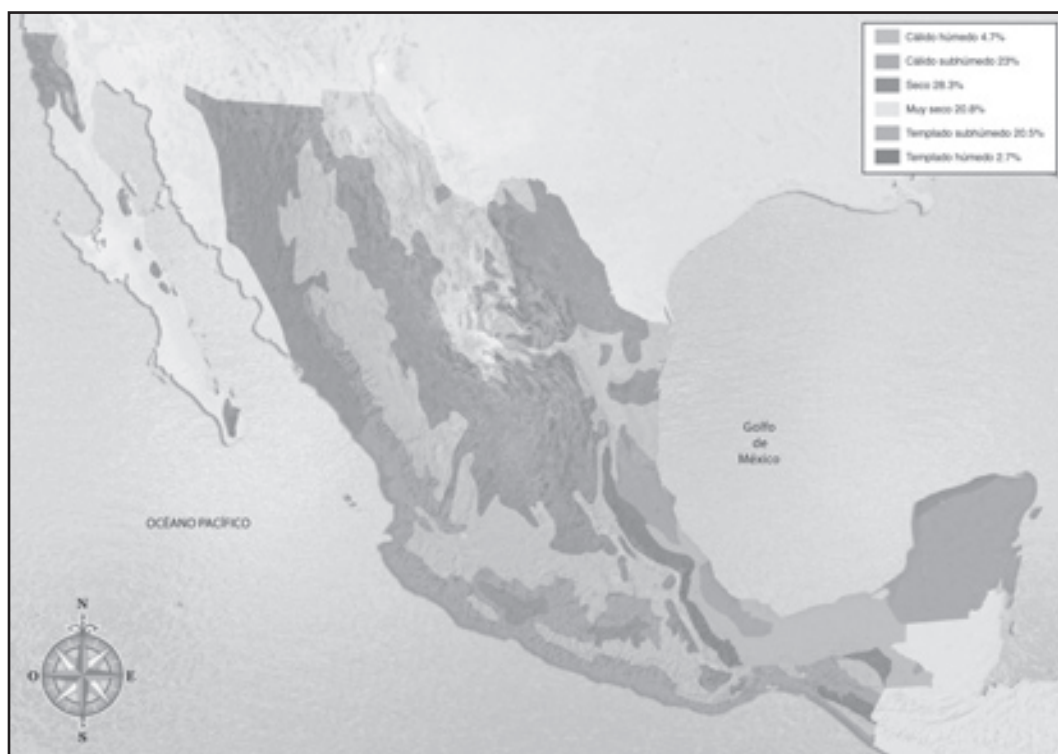 Cálido húmedo 4.7%
Cálido subhúmedo 23%
Seco 28.3%
Muy seco 20.8%
Templado subhúmedo 20.5%
Templado húmedo 2.7%
Golfo
de
México
OCÉANO PACÍFICO
N
O
E
S